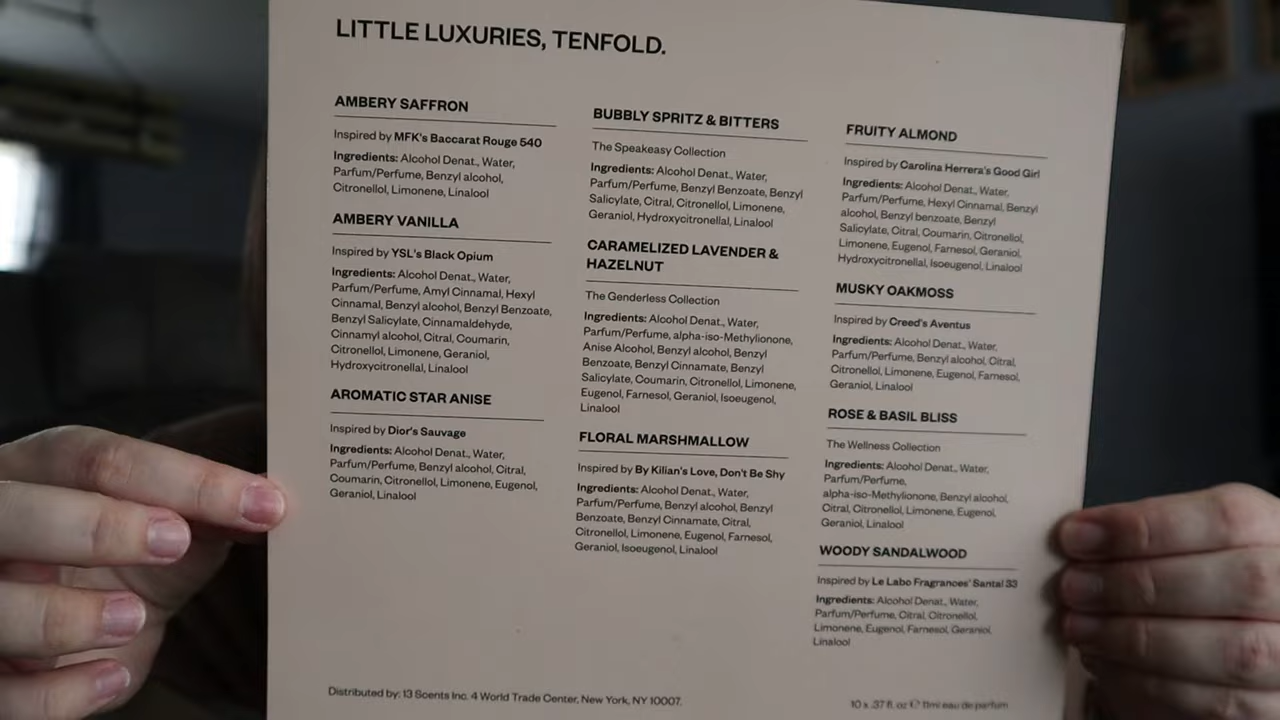 LITTLE LUXURIES, TENFOLD.
AMBERY SAFFRON
Inspired by MFK's Baccarat Rouge 540
Ingredients: Alcohol Denat., Water,
Parfum/Perfume, Benzyl alcohol,
Citronellol, Limonene, Linalool
AMBERY VANILLA
Inspired by YSL's Black Opium
Ingredients: Alcohol Denat., Water,
Parfum/Perfume, Amyl Cinnamal, Hexyl
Cinnamal, Benzyl alcohol, Benzyl Benzoate,
Benzyl Salicylate, Cinnamaldehyde,
Cinnamyl alcohol, Citral, Coumarin,
Citronellol, Limonene, Geraniol,
Hydroxycitronellal, Linalool
AROMATIC STAR ANISE
Inspired by Dior's Sauvage
Ingredients: Alcohol Denat., Water,
Parfum/Perfume, Benzyl alcohol, Citral,
Coumarin, Citronellol, Limonene, Eugenol,
Geraniol, Linalool
BUBBLY SPRITZ & BITTERS
The Speakeasy Collection
Ingredients: Alcohol Denat., Water,
Parfum/Perfume, Benzyl Benzoate, Benzyl
Salicylate, Citral, Citronellol, Limonene,
Geraniol, Hydroxycitronellal, Linalool
CARAMELIZED LAVENDER &
HAZELNUT
The Genderless Collection
Ingredients: Alcohol Denat., Water,
Parfum/Perfume, alpha-iso-Methylionone,
Anise Alcohol, Benzyl alcohol, Benzyl
Benzoate, Benzyl Cinnamate, Benzyl
Salicylate, Coumarin, Citronellol, Limonene,
Eugenol, Farnesol, Geraniol, Isoeugenol,
Linalool
FLORAL MARSHMALLOW
Inspired by By Kilian's Love, Don't Be Shy
Ingredients: Alcohol Denat., Water,
Parfum/Perfume, Benzyl alcohol, Benzyl
Benzoate, Benzyl Cinnamate, Citral,
Citronellol, Limonene, Eugenol, Farnesol,
Geraniol, Isoeugenol, Linalool
FRUITY ALMOND
Inspired by Carolina Herrera's Good Girl
Ingredients: Alcohol Denat., Water,
Parfum/Perfume, Hexyl Cinnamal, Benzyl
alcohol, Benzyl benzoate, Benzyl
Salicylate, Citral, Coumarin, Citronellol,
Limonene, Eugenol, Farnesol, Geraniol,
Hydroxycitronellal, Isoeugenol, Linalool
MUSKY OAKMOSS
Inspired by Creed's Aventus
Ingredients: Alcohol Denat., Water,
Parfum/Perfume, Benzyl alcohol, Citral,
Citronellol, Limonene, Eugenol, Farnesol,
Geraniol, Linalool
ROSE & BASIL BLISS
The Wellness Collection
Ingredients: Alcohol Denat., Water,
Parfum/Perfume,
alpha-iso-Methylionone, Benzyl alcohol,
Citral, Citronellol, Limonene, Eugenol,
Geraniol, Linalool
WOODY SANDALWOOD
Inspired by Le Labo Fragrances' Santal 33
Ingredients: Alcohol Denat., Water,
Parfum/Perfume, Citral, Citronellol,
Limonene, Eugenol, Farnesol, Geraniol,
Linalool
Distributed by: 13 Scents Inc. 4 World Trade Center, New York, NY 10007.
10 x .37 fl. oz ℮ 11ml eau de parfum